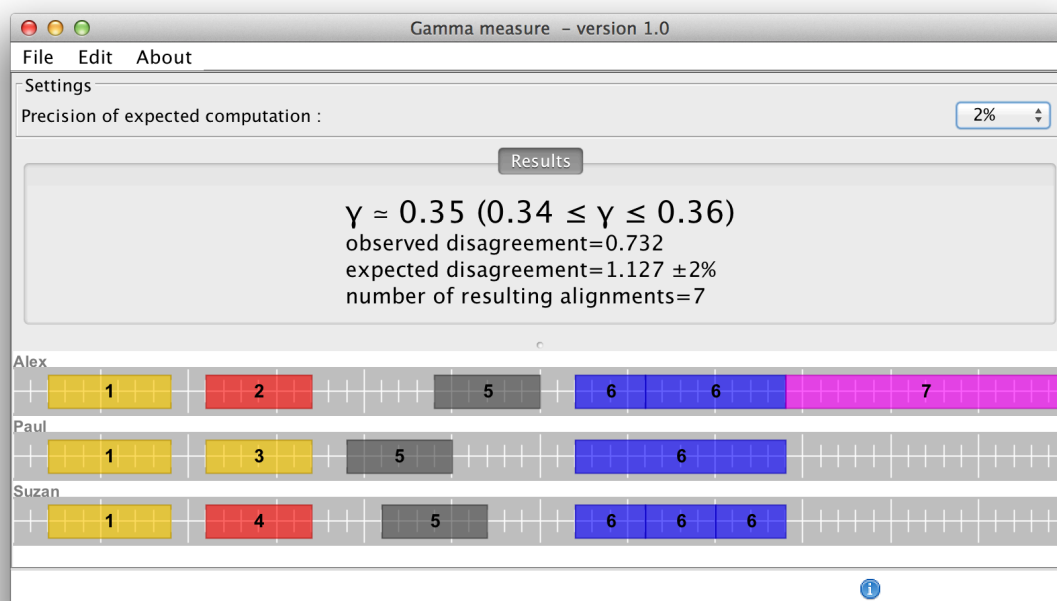 Gamma measure – version 1.0
File Edit About
Settings
Precision of expected computation : 2%
Results
γ ≃ 0.35 (0.34 ≤ γ ≤ 0.36)
observed disagreement=0.732
expected disagreement=1.127 ±2%
number of resulting alignments=7
Alex
1 2 5 6 6 7
Paul
1 3 5 6
Suzan
1 4 5 6 6 6
i